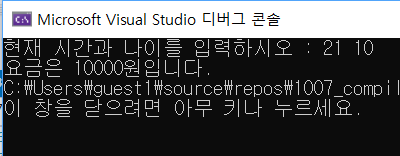 Microsoft Visual Studio 디버그 콘솔
현재 시간과 나이를 입력하시오 : 21 10
요금은 10000원입니다.
C:₩Users₩guest1₩source₩repos₩1007_compil
이 창을 닫으려면 아무 키나 누르세요.